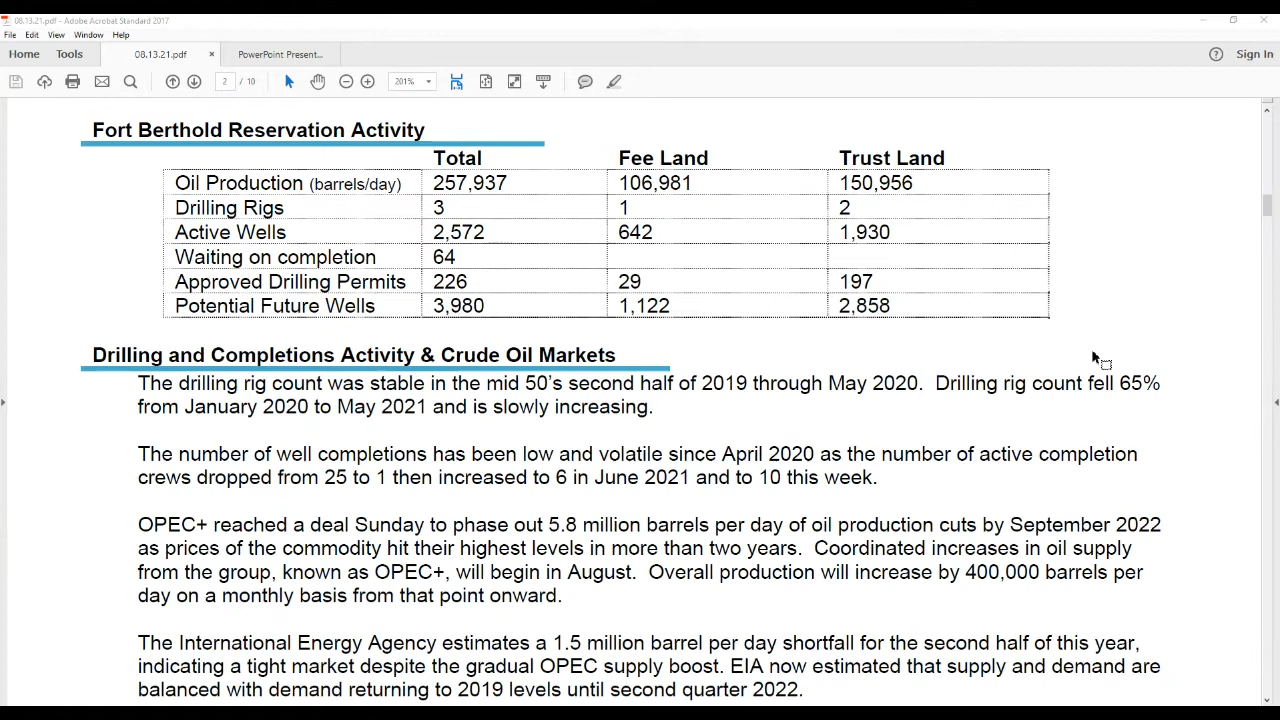 08.13.21.pdf - Adobe Acrobat Standard 2017
File Edit View Window Help
Home Tools 08.13.21.pdf × PowerPoint Present... ? Sign In
2 / 10 201%
Fort Berthold Reservation Activity
Total Fee Land Trust Land
Oil Production (barrels/day) 257,937 106,981 150,956
Drilling Rigs 3 1 2
Active Wells 2,572 642 1,930
Waiting on completion 64
Approved Drilling Permits 226 29 197
Potential Future Wells 3,980 1,122 2,858
Drilling and Completions Activity & Crude Oil Markets
The drilling rig count was stable in the mid 50's second half of 2019 through May 2020. Drilling rig count fell 65%
from January 2020 to May 2021 and is slowly increasing.
The number of well completions has been low and volatile since April 2020 as the number of active completion
crews dropped from 25 to 1 then increased to 6 in June 2021 and to 10 this week.
OPEC+ reached a deal Sunday to phase out 5.8 million barrels per day of oil production cuts by September 2022
as prices of the commodity hit their highest levels in more than two years. Coordinated increases in oil supply
from the group, known as OPEC+, will begin in August. Overall production will increase by 400,000 barrels per
day on a monthly basis from that point onward.
The International Energy Agency estimates a 1.5 million barrel per day shortfall for the second half of this year,
indicating a tight market despite the gradual OPEC supply boost. EIA now estimated that supply and demand are
balanced with demand returning to 2019 levels until second quarter 2022.